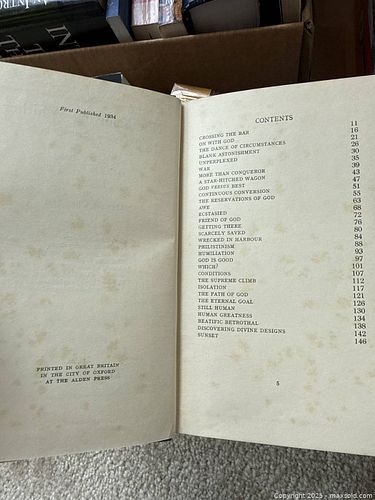 AN INTRO
IN
First Published 1934
PRINTED IN GREAT BRITAIN
IN THE CITY OF OXFORD
AT THE ALDEN PRESS
CONTENTS
CROSSING THE BAR 11
ON WITH GOD 16
THE DANCE OF CIRCUMSTANCES 21
BLANK ASTONISHMENT 26
UNPERPLEXED 30
WAR 35
MORE THAN CONQUEROR 39
A STAR-HITCHED WAGON 43
GOD VERSUS BEST 47
CONTINUOUS CONVERSION 51
THE RESERVATIONS OF GOD 55
AWE 63
ECSTASIED 68
FRIEND OF GOD 72
GETTING THERE 76
SCARCELY SAVED 80
WRECKED IN HARBOUR 84
PHILISTINISM 88
HUMILIATION 93
GOD IS GOOD 97
WHICH? 101
CONDITIONS 107
THE SUPREME CLIMB 112
ISOLATION 117
THE PATH OF GOD 121
THE ETERNAL GOAL 126
STILL HUMAN 130
HUMAN GREATNESS 134
BEATIFIC BETROTHAL 138
DISCOVERING DIVINE DESIGNS 142
SUNSET 146
5
Copyright 2025 - maxsold.com